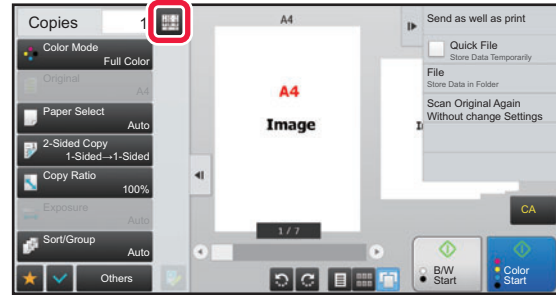 Copies 1
Color Mode
Full Color
Original
A4
Paper Select
Auto
2-Sided Copy
1-Sided→1-Sided
Copy Ratio
100%
Exposure
Auto
Sort/Group
Auto
Others
A4
A4
Image
1 / 7
Send as well as print
Quick File
Store Data Temporarily
File
Store Data in Folder
Scan Original Again
Without change Settings
CA
B/W
Start
Color
Start